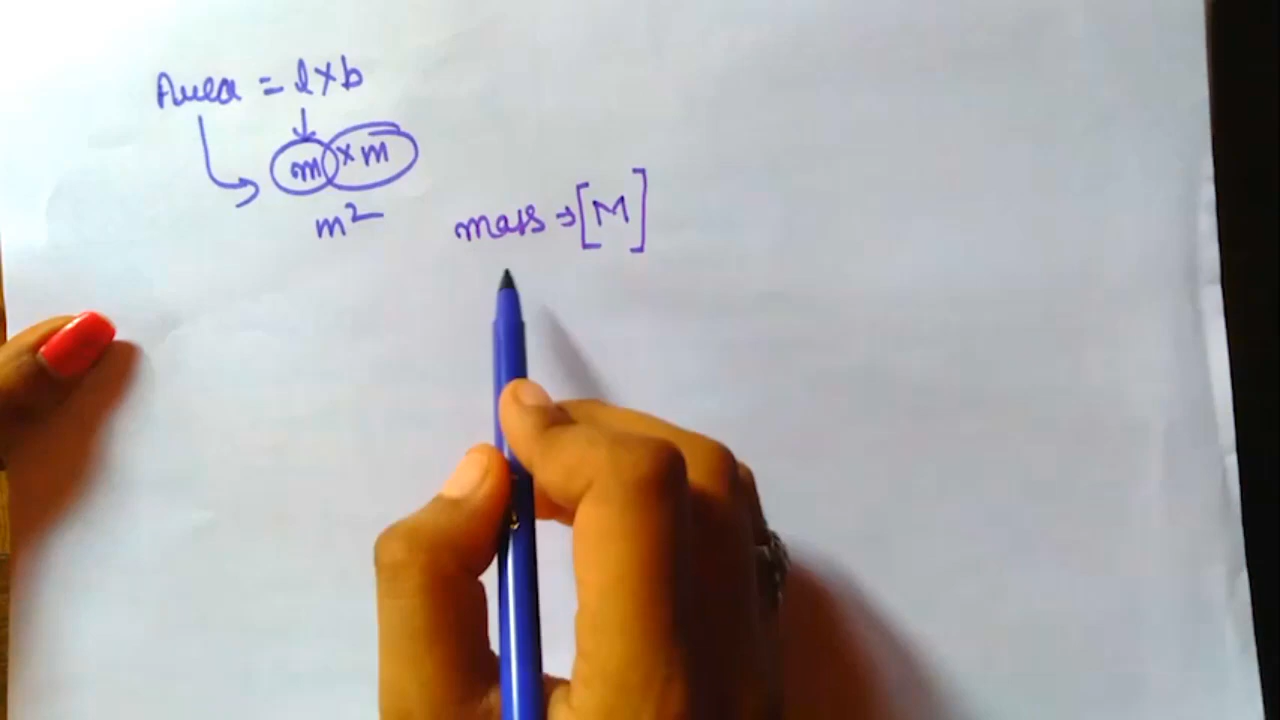 Area = l×b
m × m
m²
mass → [M]